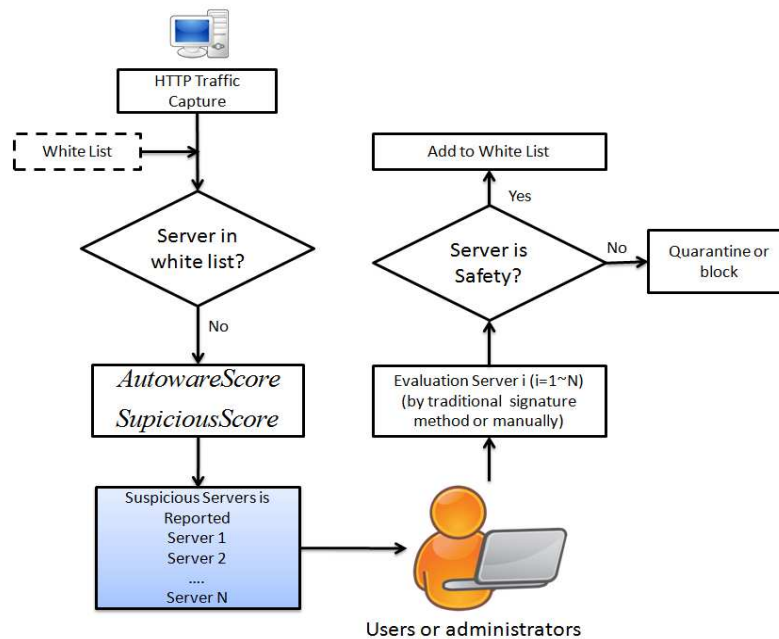 HTTP Traffic
Capture
White List
Server in
white list?
No
AutowareScore
SupiciousScore
Suspicious Servers is
Reported
Server 1
Server 2
....
Server N
Users or administrators
Evaluation Server i (i=1~N)
(by traditional signature
method or manually)
Server is
Safety?
Yes
Add to White List
No
Quarantine or
block